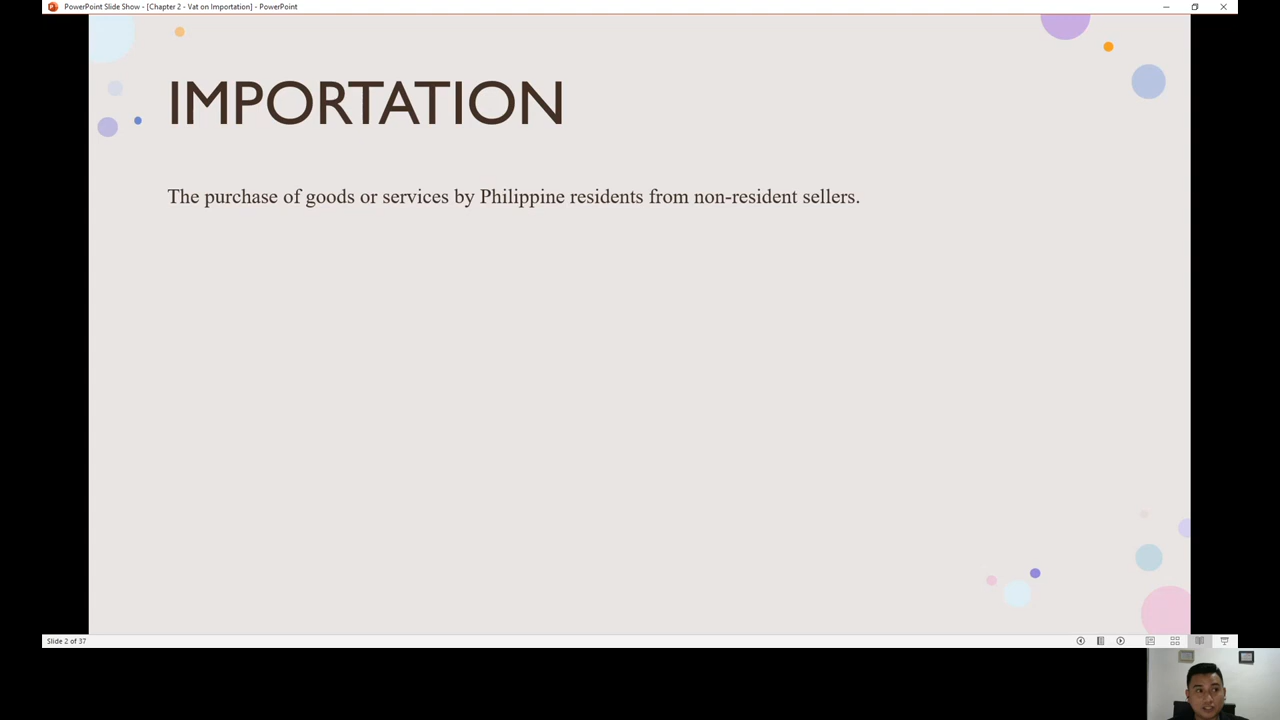 PowerPoint Slide Show - [Chapter 2 - Vat on Importation] - PowerPoint
IMPORTATION
The purchase of goods or services by Philippine residents from non-resident sellers.
Slide 2 of 37